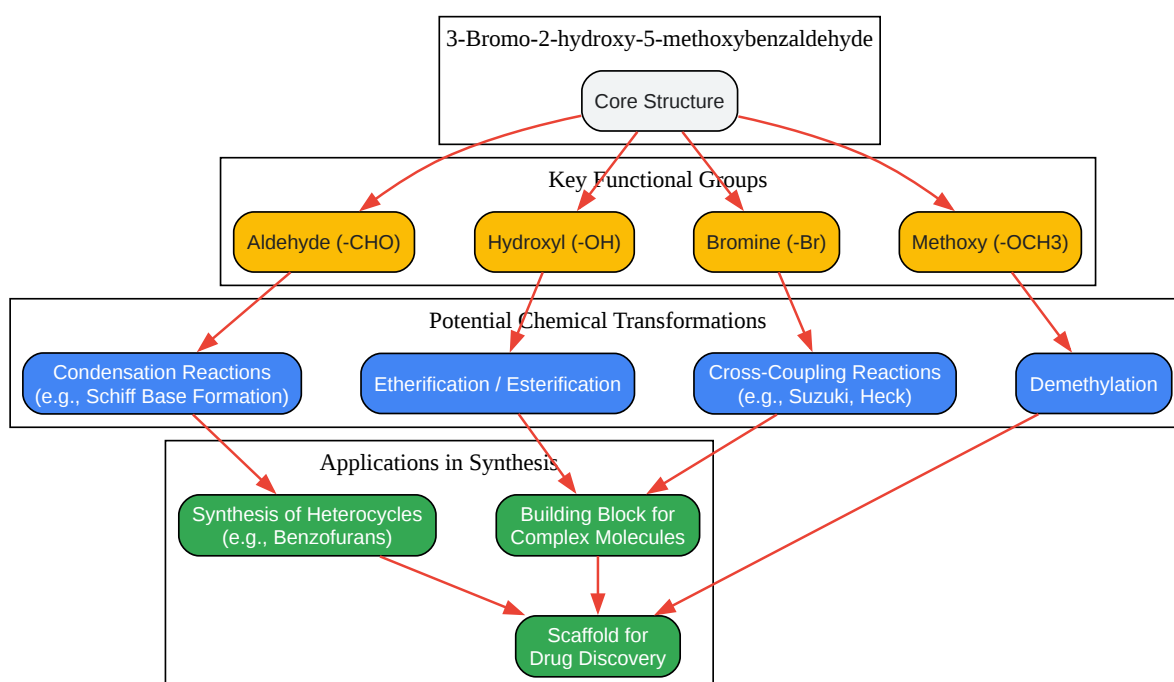 3-Bromo-2-hydroxy-5-methoxybenzaldehyde
Core Structure
Key Functional Groups
Aldehyde (-CHO)
Hydroxyl (-OH)
Bromine (-Br)
Methoxy (-OCH3)
Potential Chemical Transformations
Condensation Reactions
(e.g., Schiff Base Formation)
Etherification / Esterification
Cross-Coupling Reactions
(e.g., Suzuki, Heck)
Demethylation
Applications in Synthesis
Synthesis of Heterocycles
(e.g., Benzofurans)
Building Block for
Complex Molecules
Scaffold for
Drug Discovery